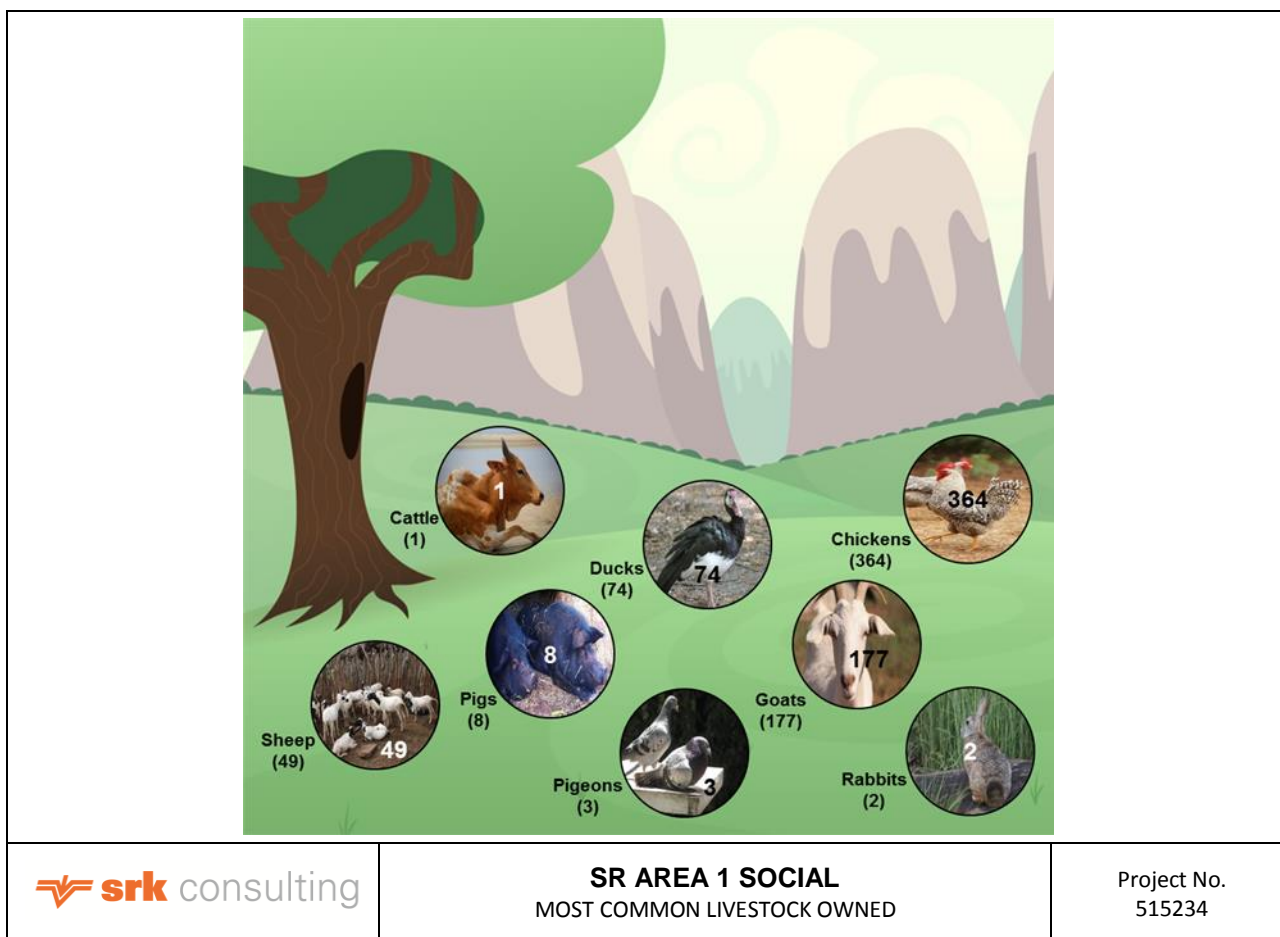 1
Cattle
(1)
364
Chickens
(364)
74
Ducks
(74)
8
Pigs
(8)
177
Goats
(177)
49
Sheep
(49)
3
Pigeons
(3)
2
Rabbits
(2)
srk consulting
SR AREA 1 SOCIAL
MOST COMMON LIVESTOCK OWNED
Project No.
515234